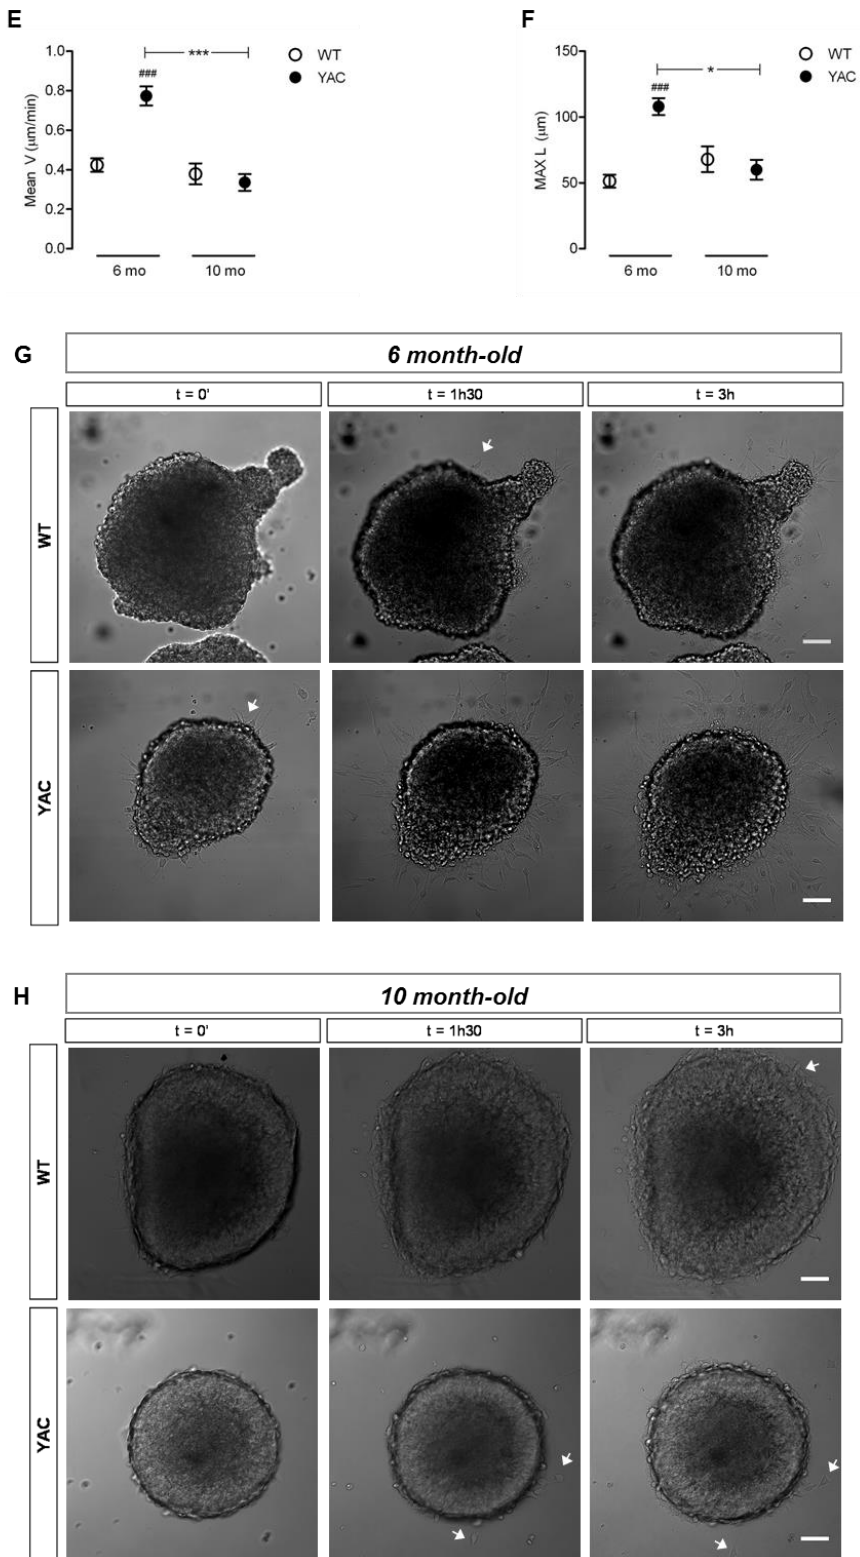 E
F
1.0
0.8
0.6
0.4
0.2
0.0
Mean V (μm/min)
###
***
WT
YAC
6 mo
10 mo
150
100
50
0
MAX L (μm)
###
*
WT
YAC
6 mo
10 mo
G
6 month-old
t = 0'
t = 1h30
t = 3h
WT
YAC
H
10 month-old
t = 0'
t = 1h30
t = 3h
WT
YAC